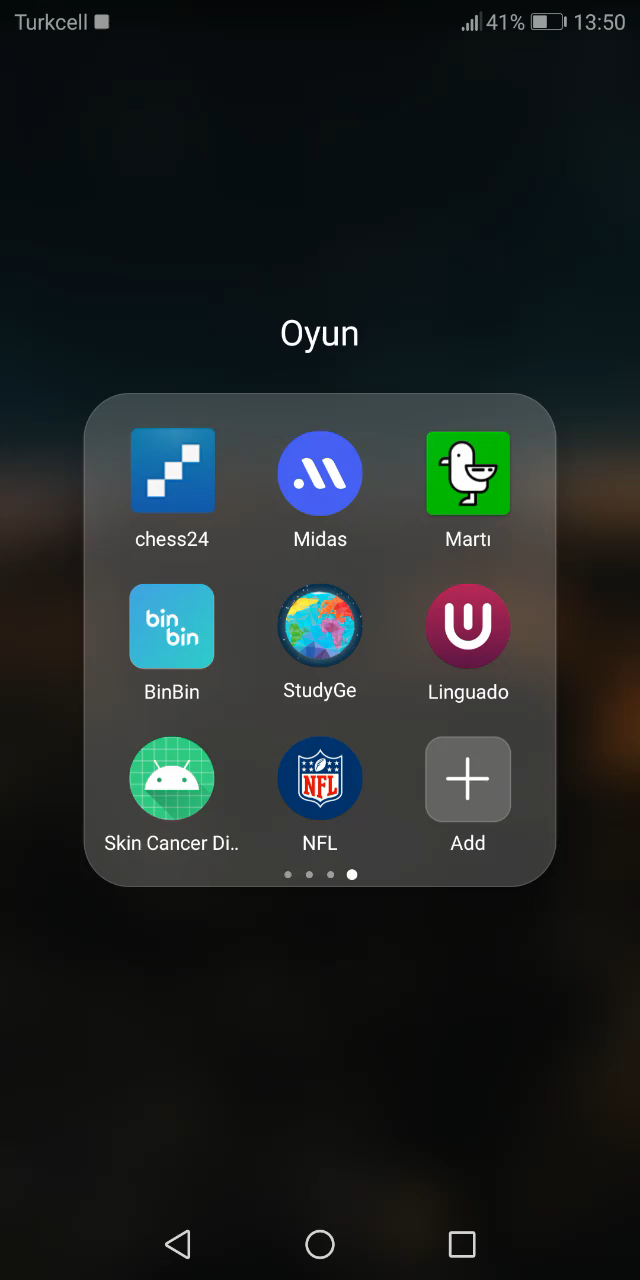 Turkcell 41% 13:50
Oyun
chess24 Midas Martı
bin
bin
BinBin StudyGe Linguado
NFL
Skin Cancer Di.. NFL Add